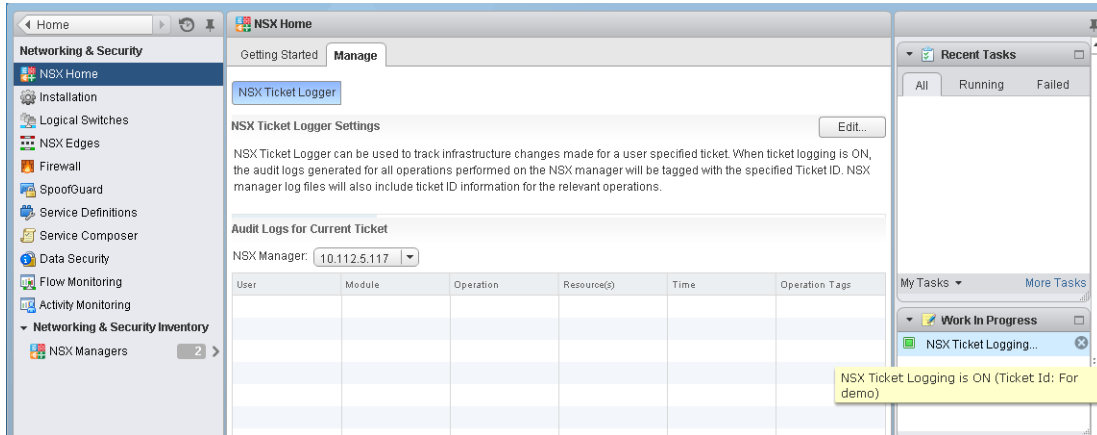 Home
Networking & Security
NSX Home
Installation
Logical Switches
NSX Edges
Firewall
SpoofGuard
Service Definitions
Service Composer
Data Security
Flow Monitoring
Activity Monitoring
Networking & Security Inventory
NSX Managers 2
NSX Home
Getting Started Manage
NSX Ticket Logger
NSX Ticket Logger Settings Edit...
NSX Ticket Logger can be used to track infrastructure changes made for a user specified ticket. When ticket logging is ON,
the audit logs generated for all operations performed on the NSX manager will be tagged with the specified Ticket ID. NSX
manager log files will also include ticket ID information for the relevant operations.
Audit Logs for Current Ticket
NSX Manager: 10.112.5.117
User Module Operation Resource(s) Time Operation Tags
Recent Tasks
All Running Failed
My Tasks More Tasks
Work In Progress
NSX Ticket Logging...
NSX Ticket Logging is ON (Ticket Id: For
demo)